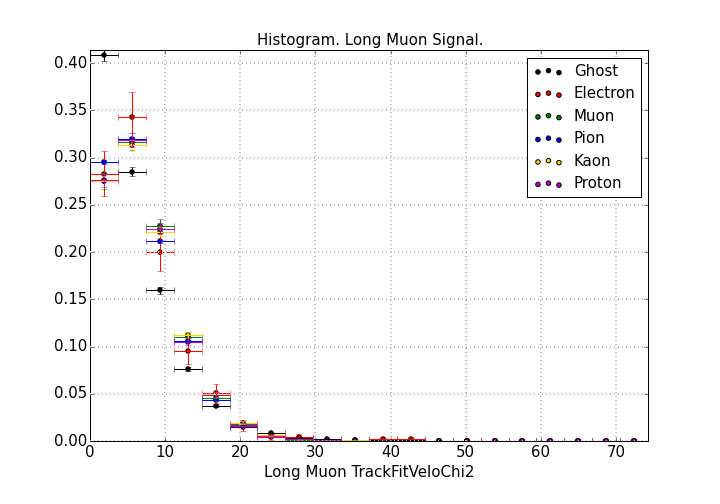 Histogram. Long Muon Signal.
0.40
0.35
0.30
0.25
0.20
0.15
0.10
0.05
0.00
Ghost
Electron
Muon
Pion
Kaon
Proton
0 10 20 30 40 50 60 70
Long Muon TrackFitVeloChi2